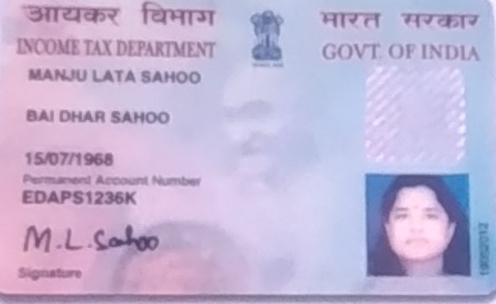 आयकर विभाग
भारत सरकार
INCOME TAX DEPARTMENT
GOVT. OF INDIA
MANJU LATA SAHOO
BAI DHAR SAHOO
15/07/1968
Permanent Account Number
EDAPS1236K
M.L. Sahoo
Signature